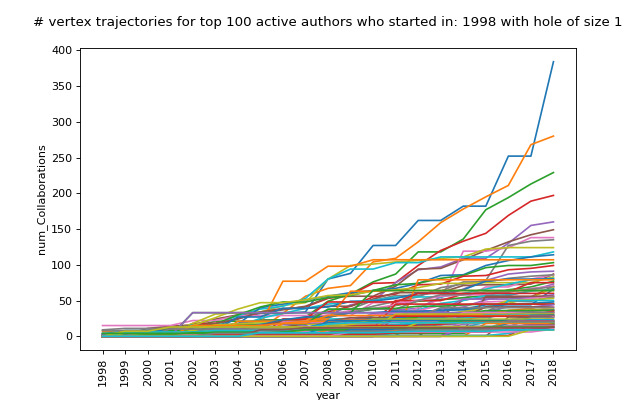 # vertex trajectories for top 100 active authors who started in: 1998 with hole of size 1
400
350
300
250
200
150
100
50
0
num_Collaborations
1998 1999 2000 2001 2002 2003 2004 2005 2006 2007 2008 2009 2010 2011 2012 2013 2014 2015 2016 2017 2018
year